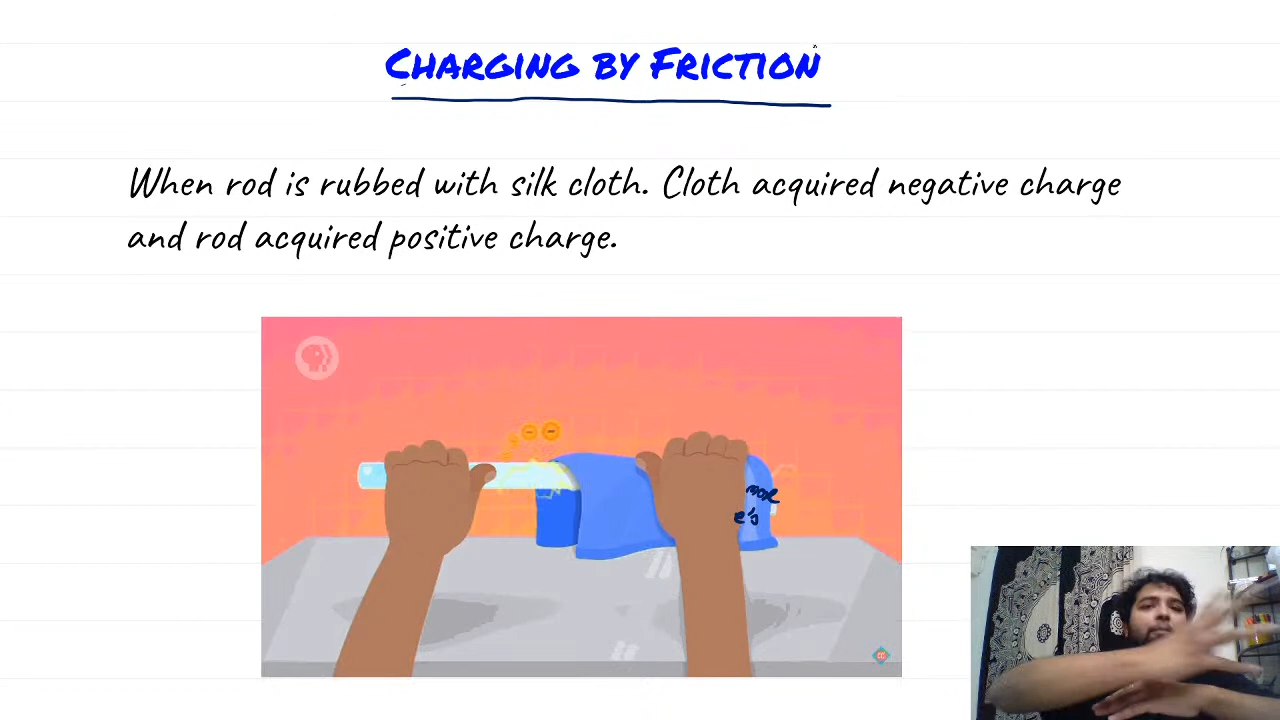 Charging by Friction
When rod is rubbed with silk cloth. Cloth acquired negative charge
and rod acquired positive charge.
more
e's